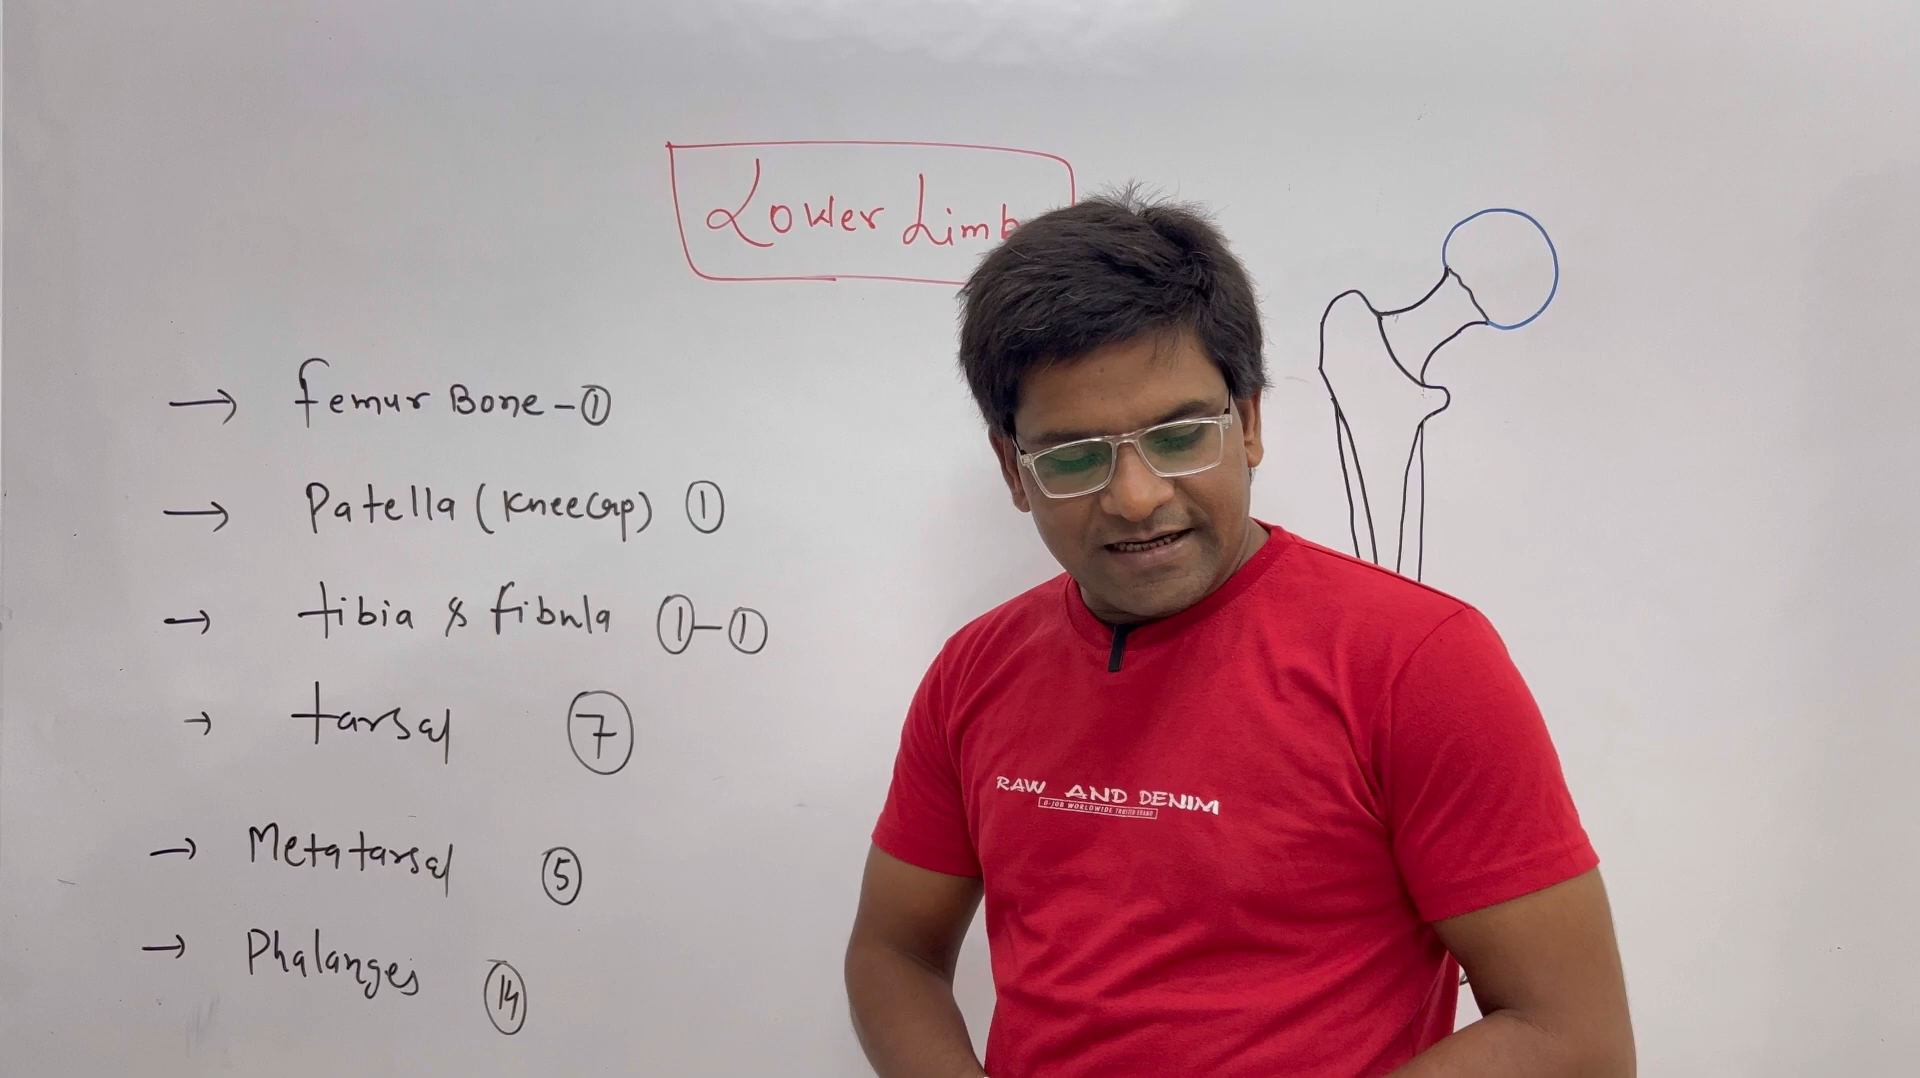 Lower Limb
→ femur Bone - ①
→ Patella (Kneecap) ①
→ tibia & fibula ①-①
→ tarsal ⑦
→ Metatarsal ⑤
→ Phalanges ⑭
RAW AND DENIM